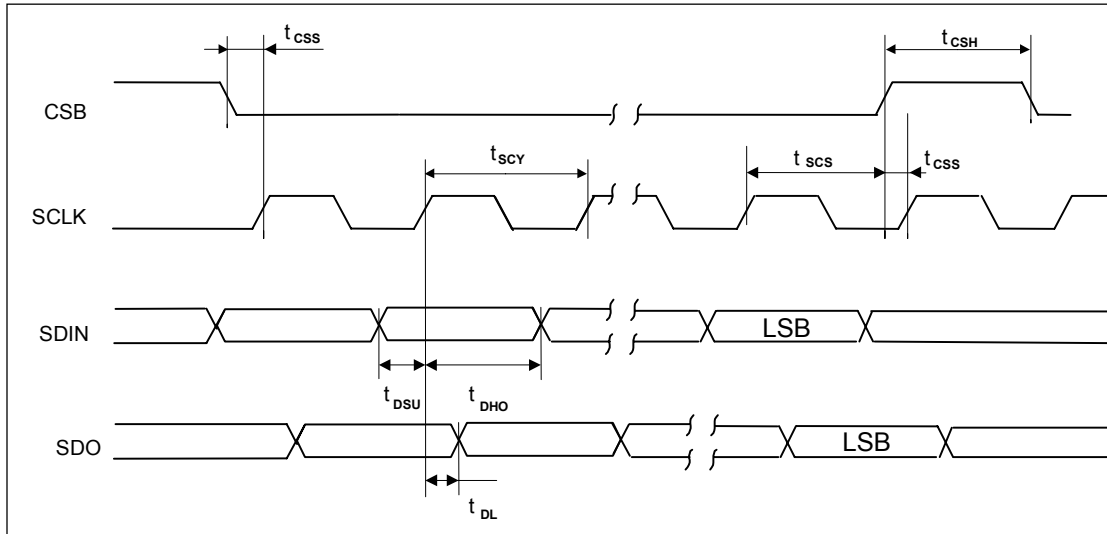 tCSS
tCSH
CSB
tSCY
tSCS
tCSS
SCLK
SDIN
LSB
tDSU
tDHO
SDO
LSB
tDL